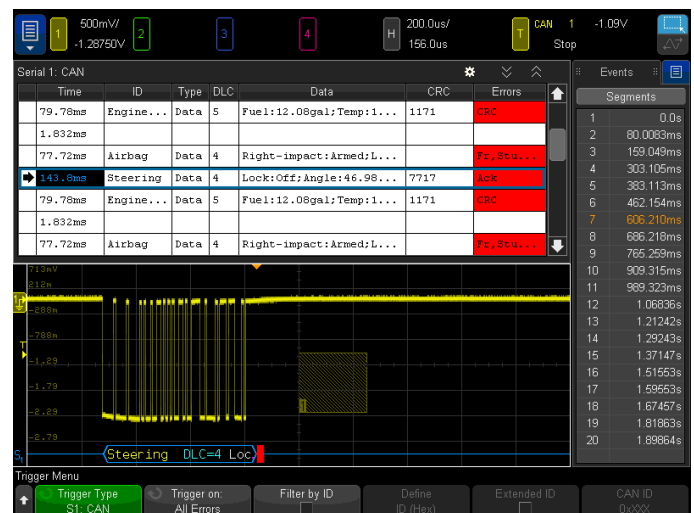 1 500mV/ 2 3 4 H 200.0us/ T CAN 1 -1.09V
-1.28750V 156.0us Stop
Serial 1: CAN
Time ID Type DLC Data CRC Errors
79.78ms Engine... Data 5 Fuel:12.08gal;Temp:1... 1171 CRC
1.832ms
77.72ms Airbag Data 4 Right-impact:Armed;L... Fr,Stu...
143.8ms Steering Data 4 Lock:Off;Angle:46.98... 7717 Ack
79.78ms Engine... Data 5 Fuel:12.08gal;Temp:1... 1171 CRC
1.832ms
77.72ms Airbag Data 4 Right-impact:Armed;L... Fr,Stu...
Events
Segments
1 0.0s
2 80.0083ms
3 159.049ms
4 303.105ms
5 383.113ms
6 462.154ms
7 606.210ms
8 686.218ms
9 765.259ms
10 909.315ms
11 989.323ms
12 1.06836s
13 1.21242s
14 1.29243s
15 1.37147s
16 1.51553s
17 1.59553s
18 1.67457s
19 1.81863s
20 1.89864s
713mV
212m
1
-288m
-788m
T
-1.29
-1.79
-2.29
-2.79
1
S1 Steering DLC=4 Loc
Trigger Menu
Trigger Type Trigger on: Filter by ID Define Extended ID CAN ID
S1: CAN All Errors ID (Hex) 0xXXX